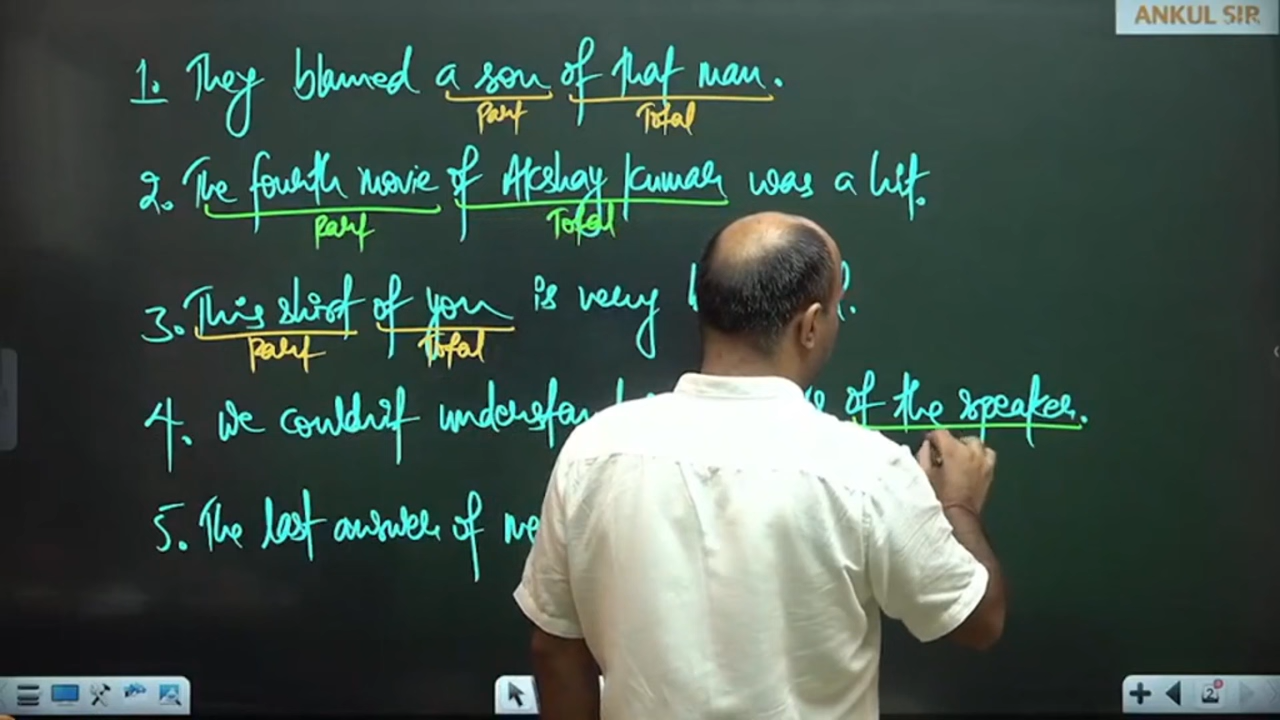 ANKUL SIR
1. They blamed a son of that man.
Part Total
2. The fourth movie of Akshay Kumar was a hit.
Part Total
3. This shirt of you is very
Part Total
4. We couldn't of the speaker.
5. The last answer of
2